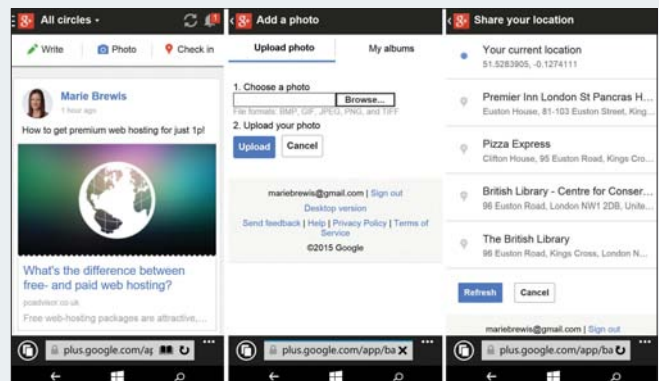 All circles
1
Write
Photo
Check in
Marie Brewis
1 hour ago
How to get premium web hosting for just 1p!
What's the difference between
free- and paid web hosting?
pcadvisor.co.uk
Free web-hosting packages are attractive,...
plus.google.com/ap
8+ Add a photo
Upload photo
My albums
1. Choose a photo
Browse...
File formats: BMP, GIF, JPEG, PNG, and TIFF
2. Upload your photo
Upload
Cancel
mariebrewis@gmail.com | Sign out
Desktop version
Send feedback | Help | Privacy Policy | Terms of
Service
©2015 Google
plus.google.com/app/ba
8+ Share your location
Your current location
51.5283905, -0.1274111
Premier Inn London St Pancras H...
Euston House, 81-103 Euston Street, King...
Pizza Express
Clifton House, 95 Euston Road, Kings Cro...
British Library - Centre for Conser...
96 Euston Road, London NW1 2DB, Unite...
The British Library
96 Euston Road, Kings Cross, London N...
Refresh
Cancel
mariebrewis@gmail.com | Sign out
plus.google.com/app/ba